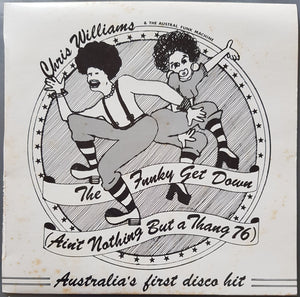 Chris Williams
& THE AUSTRAL FUNK MACHINE
The Funky Get Down
(Ain't Nothing But a Thang 76)
Australia's first disco hit